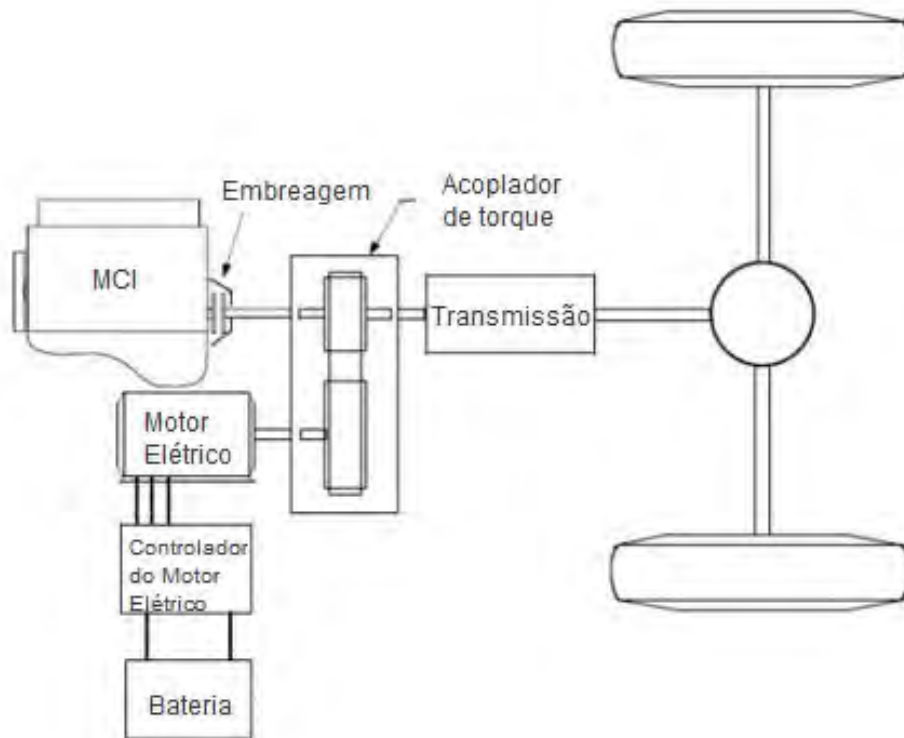 Embreagem
Acoplador
de torque
MCI
Transmissão
Motor
Elétrico
Controlador
do Motor
Elétrico
Bateria